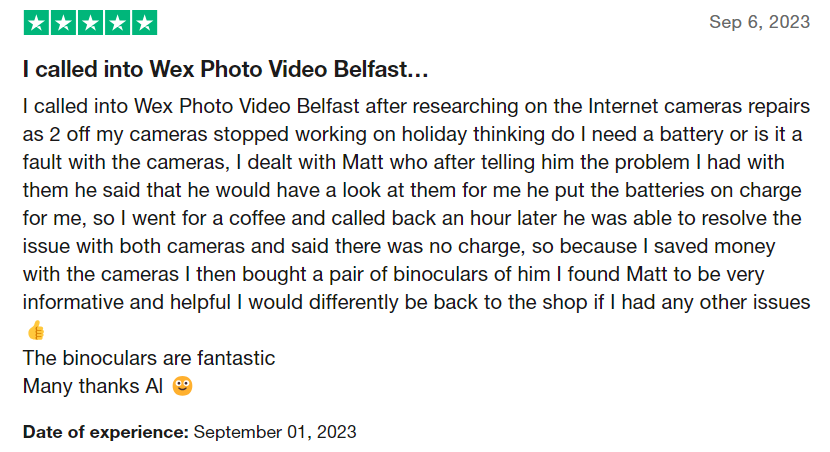 Sep 6, 2023
I called into Wex Photo Video Belfast…
I called into Wex Photo Video Belfast after researching on the Internet cameras repairs
as 2 off my cameras stopped working on holiday thinking do I need a battery or is it a
fault with the cameras, I dealt with Matt who after telling him the problem I had with
them he said that he would have a look at them for me he put the batteries on charge
for me, so I went for a coffee and called back an hour later he was able to resolve the
issue with both cameras and said there was no charge, so because I saved money
with the cameras I then bought a pair of binoculars of him I found Matt to be very
informative and helpful I would differently be back to the shop if I had any other issues
👍
The binoculars are fantastic
Many thanks Al 🙂
Date of experience: September 01, 2023